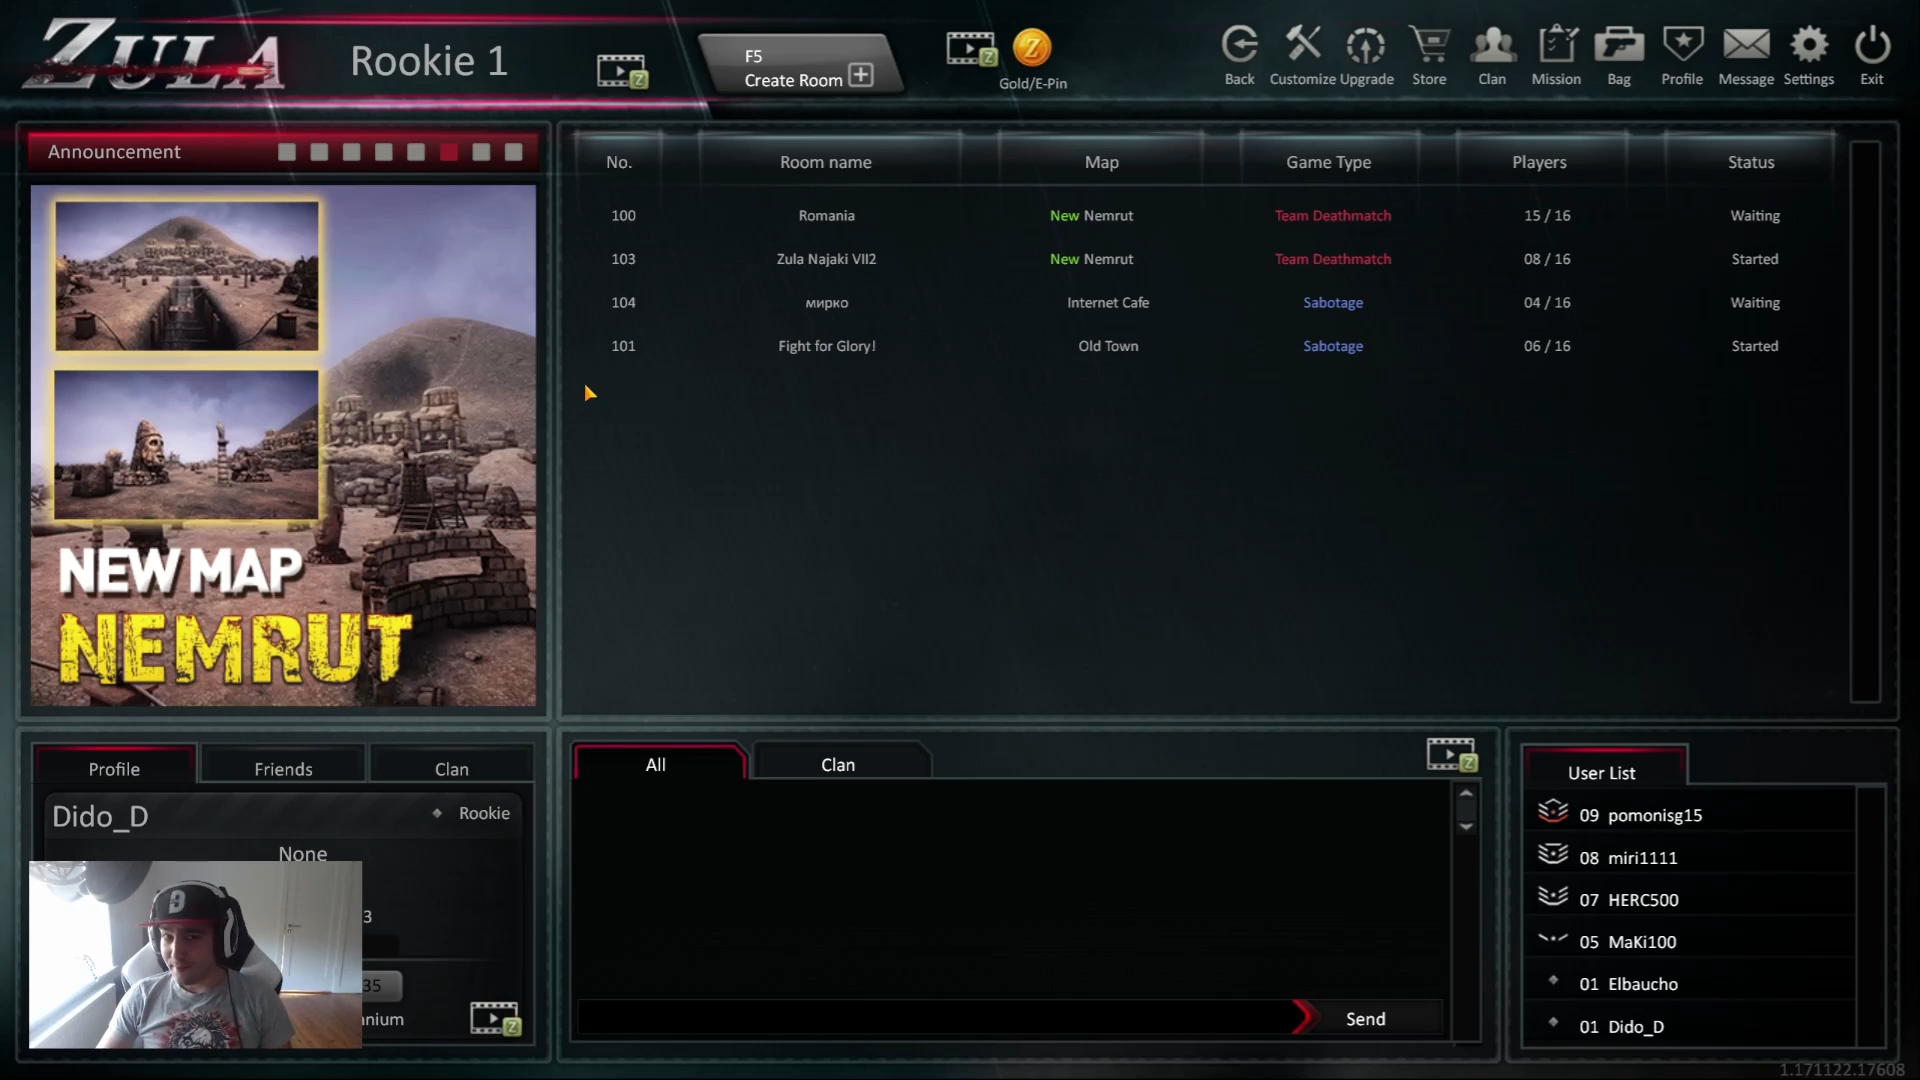 ZULA
Rookie 1
F5
Create Room
Gold/E-Pin
Back
Customize
Upgrade
Store
Clan
Mission
Bag
Profile
Message
Settings
Exit
Announcement
NEW MAP
NEMRUT
No. Room name Map Game Type Players Status
100 Romania New Nemrut Team Deathmatch 15 / 16 Waiting
103 Zula Najaki VII2 New Nemrut Team Deathmatch 08 / 16 Started
104 мирко Internet Cafe Sabotage 04 / 16 Waiting
101 Fight for Glory! Old Town Sabotage 06 / 16 Started
Profile Friends Clan
Dido_D Rookie
None
3
35
All Clan
Send
User List
09 pomonisg15
08 miri1111
07 HERC500
05 MaKi100
01 Elbaucho
01 Dido_D
1.171122.17608